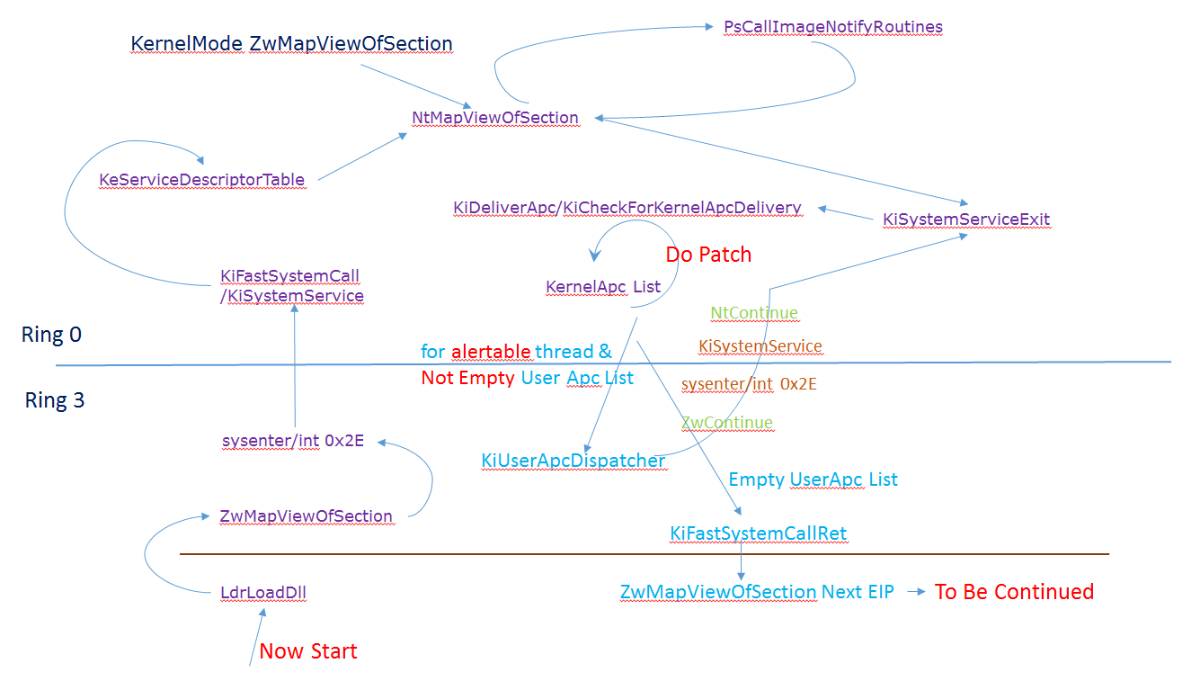 PsCallImageNotifyRoutines
KernelMode ZwMapViewOfSection
NtMapViewOfSection
KeServiceDescriptorTable
KiDeliverApc/KiCheckForKernelApcDelivery
KiSystemServiceExit
Do Patch
KiFastSystemCall
/KiSystemService
KernelApc List
NtContinue
Ring 0
KiSystemService
for alertable thread &
Not Empty User Apc List
sysenter/int 0x2E
Ring 3
ZwContinue
sysenter/int 0x2E
KiUserApcDispatcher
Empty UserApc List
ZwMapViewOfSection
KiFastSystemCallRet
LdrLoadDll
ZwMapViewOfSection Next EIP
To Be Continued
Now Start